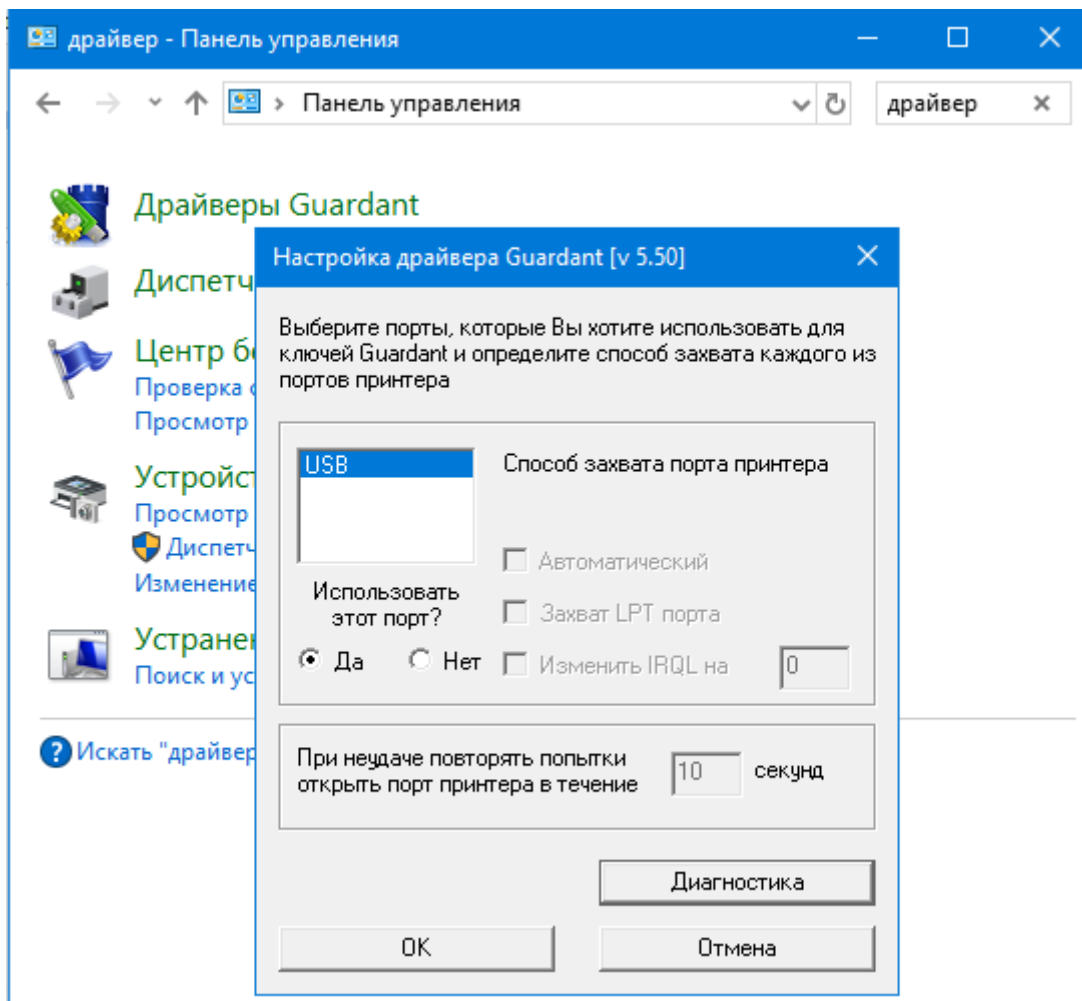 драйвер - Панель управления
Панель управления
драйвер
Драйверы Guardant
Диспетч
Центр б
Проверка
Просмотр
Устройс
Просмотр
Диспетч
Изменение
Устране
Поиск и ус
Искать "драйвер
Настройка драйвера Guardant [v 5.50]
Выберите порты, которые Вы хотите использовать для
ключей Guardant и определите способ захвата каждого из
портов принтера
USB
Способ захвата порта принтера
Автоматический
Использовать
этот порт?
Захват LPT порта
Да Нет
Изменить IRQL на 0
При неудаче повторять попытки
открыть порт принтера в течение
10 секунд
Диагностика
OK
Отмена